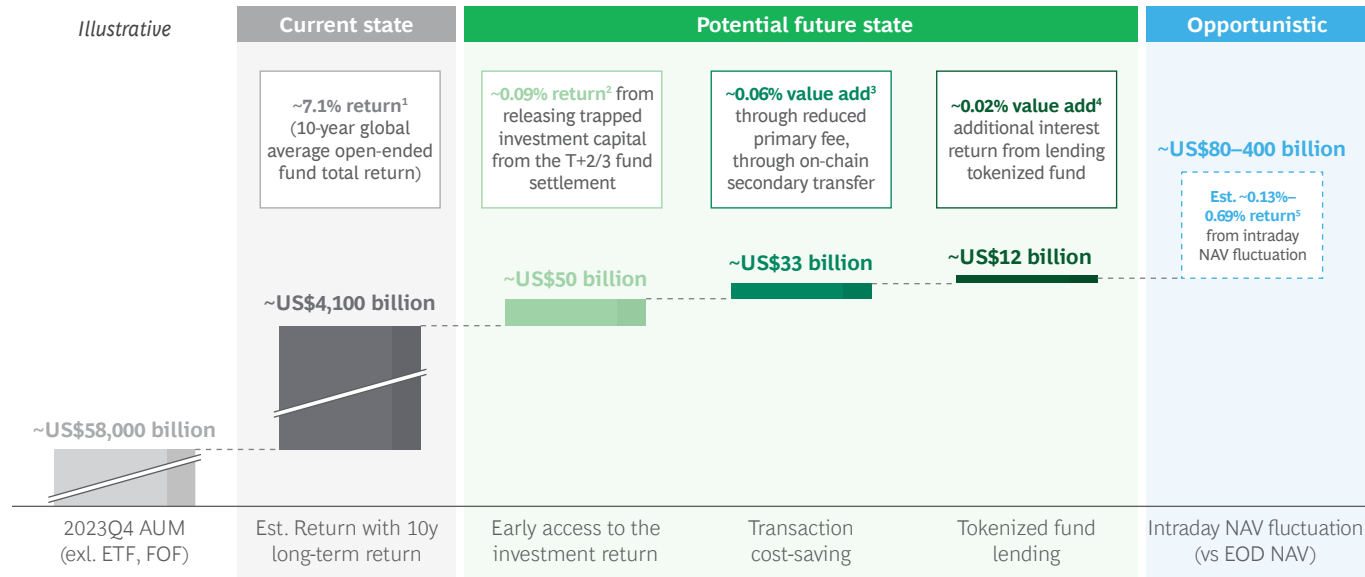 Illustrative
Current state
Potential future state
Opportunistic
~7.1% return¹
(10-year global
average open-ended
fund total return)
~0.09% return² from
releasing trapped
investment capital
from the T+2/3 fund
settlement
~0.06% value add³
through reduced
primary fee,
through on-chain
secondary transfer
~0.02% value add⁴
additional interest
return from lending
tokenized fund
~US$80–400 billion
Est. ~0.13%–
0.69% return⁵
from intraday
NAV fluctuation
~US$58,000 billion
~US$4,100 billion
~US$50 billion
~US$33 billion
~US$12 billion
2023Q4 AUM
(exl. ETF, FOF)
Est. Return with 10y
long-term return
Early access to the
investment return
Transaction
cost-saving
Tokenized fund
lending
Intraday NAV fluctuation
(vs EOD NAV)